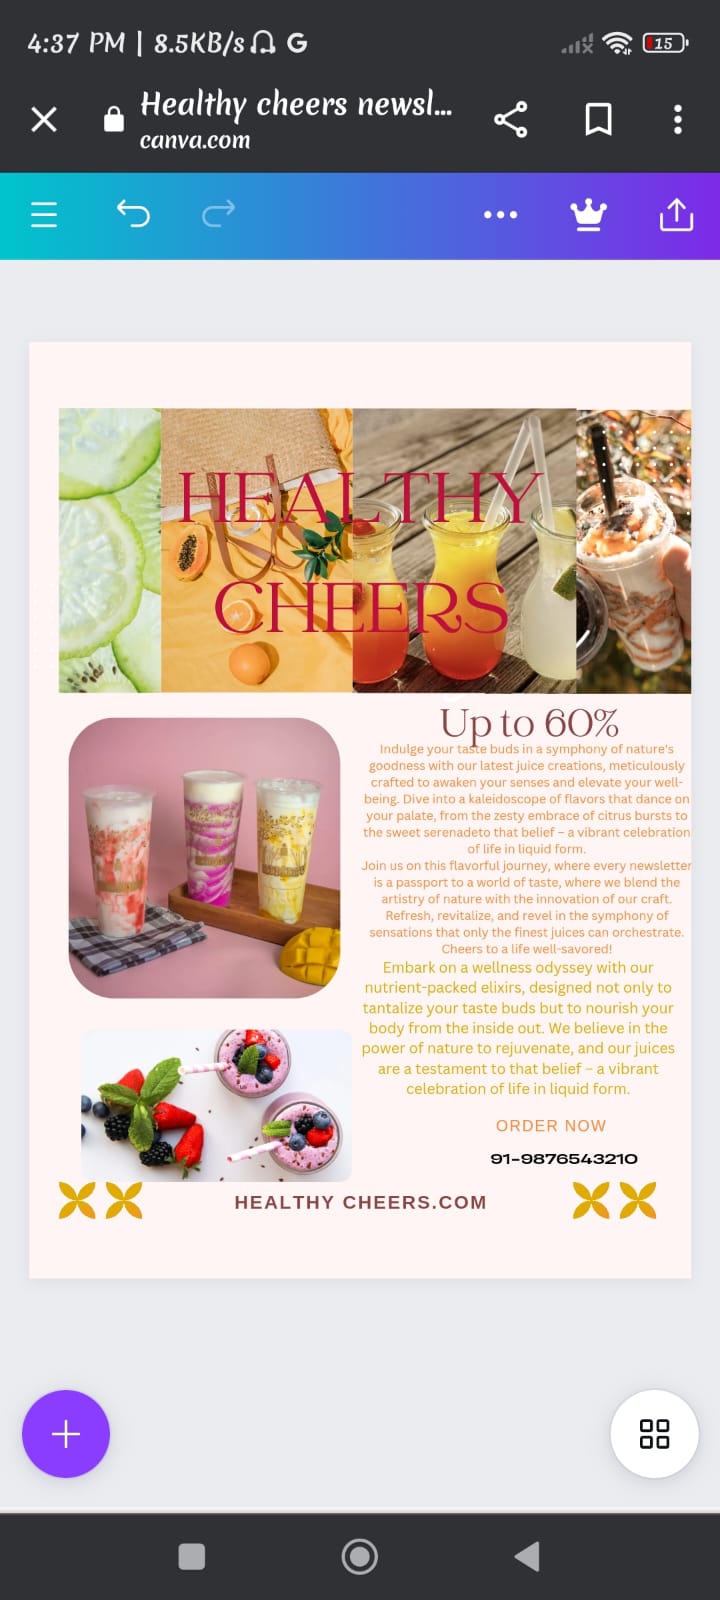 4:37 PM | 8.5KB/s
G
15
Healthy cheers newsl...
canva.com
HEALTHY
CHEERS
Up to 60%
Indulge your taste buds in a symphony of nature's
goodness with our latest juice creations, meticulously
crafted to awaken your senses and elevate your well-
being. Dive into a kaleidoscope of flavors that dance on
your palate, from the zesty embrace of citrus bursts to
the sweet serenadeto that belief – a vibrant celebration
of life in liquid form.
Join us on this flavorful journey, where every newsletter
is a passport to a world of taste, where we blend the
artistry of nature with the innovation of our craft.
Refresh, revitalize, and revel in the symphony of
sensations that only the finest juices can orchestrate.
Cheers to a life well-savored!
Embark on a wellness odyssey with our
nutrient-packed elixirs, designed not only to
tantalize your taste buds but to nourish your
body from the inside out. We believe in the
power of nature to rejuvenate, and our juices
are a testament to that belief – a vibrant
celebration of life in liquid form.
ORDER NOW
91-9876543210
HEALTHY CHEERS.COM